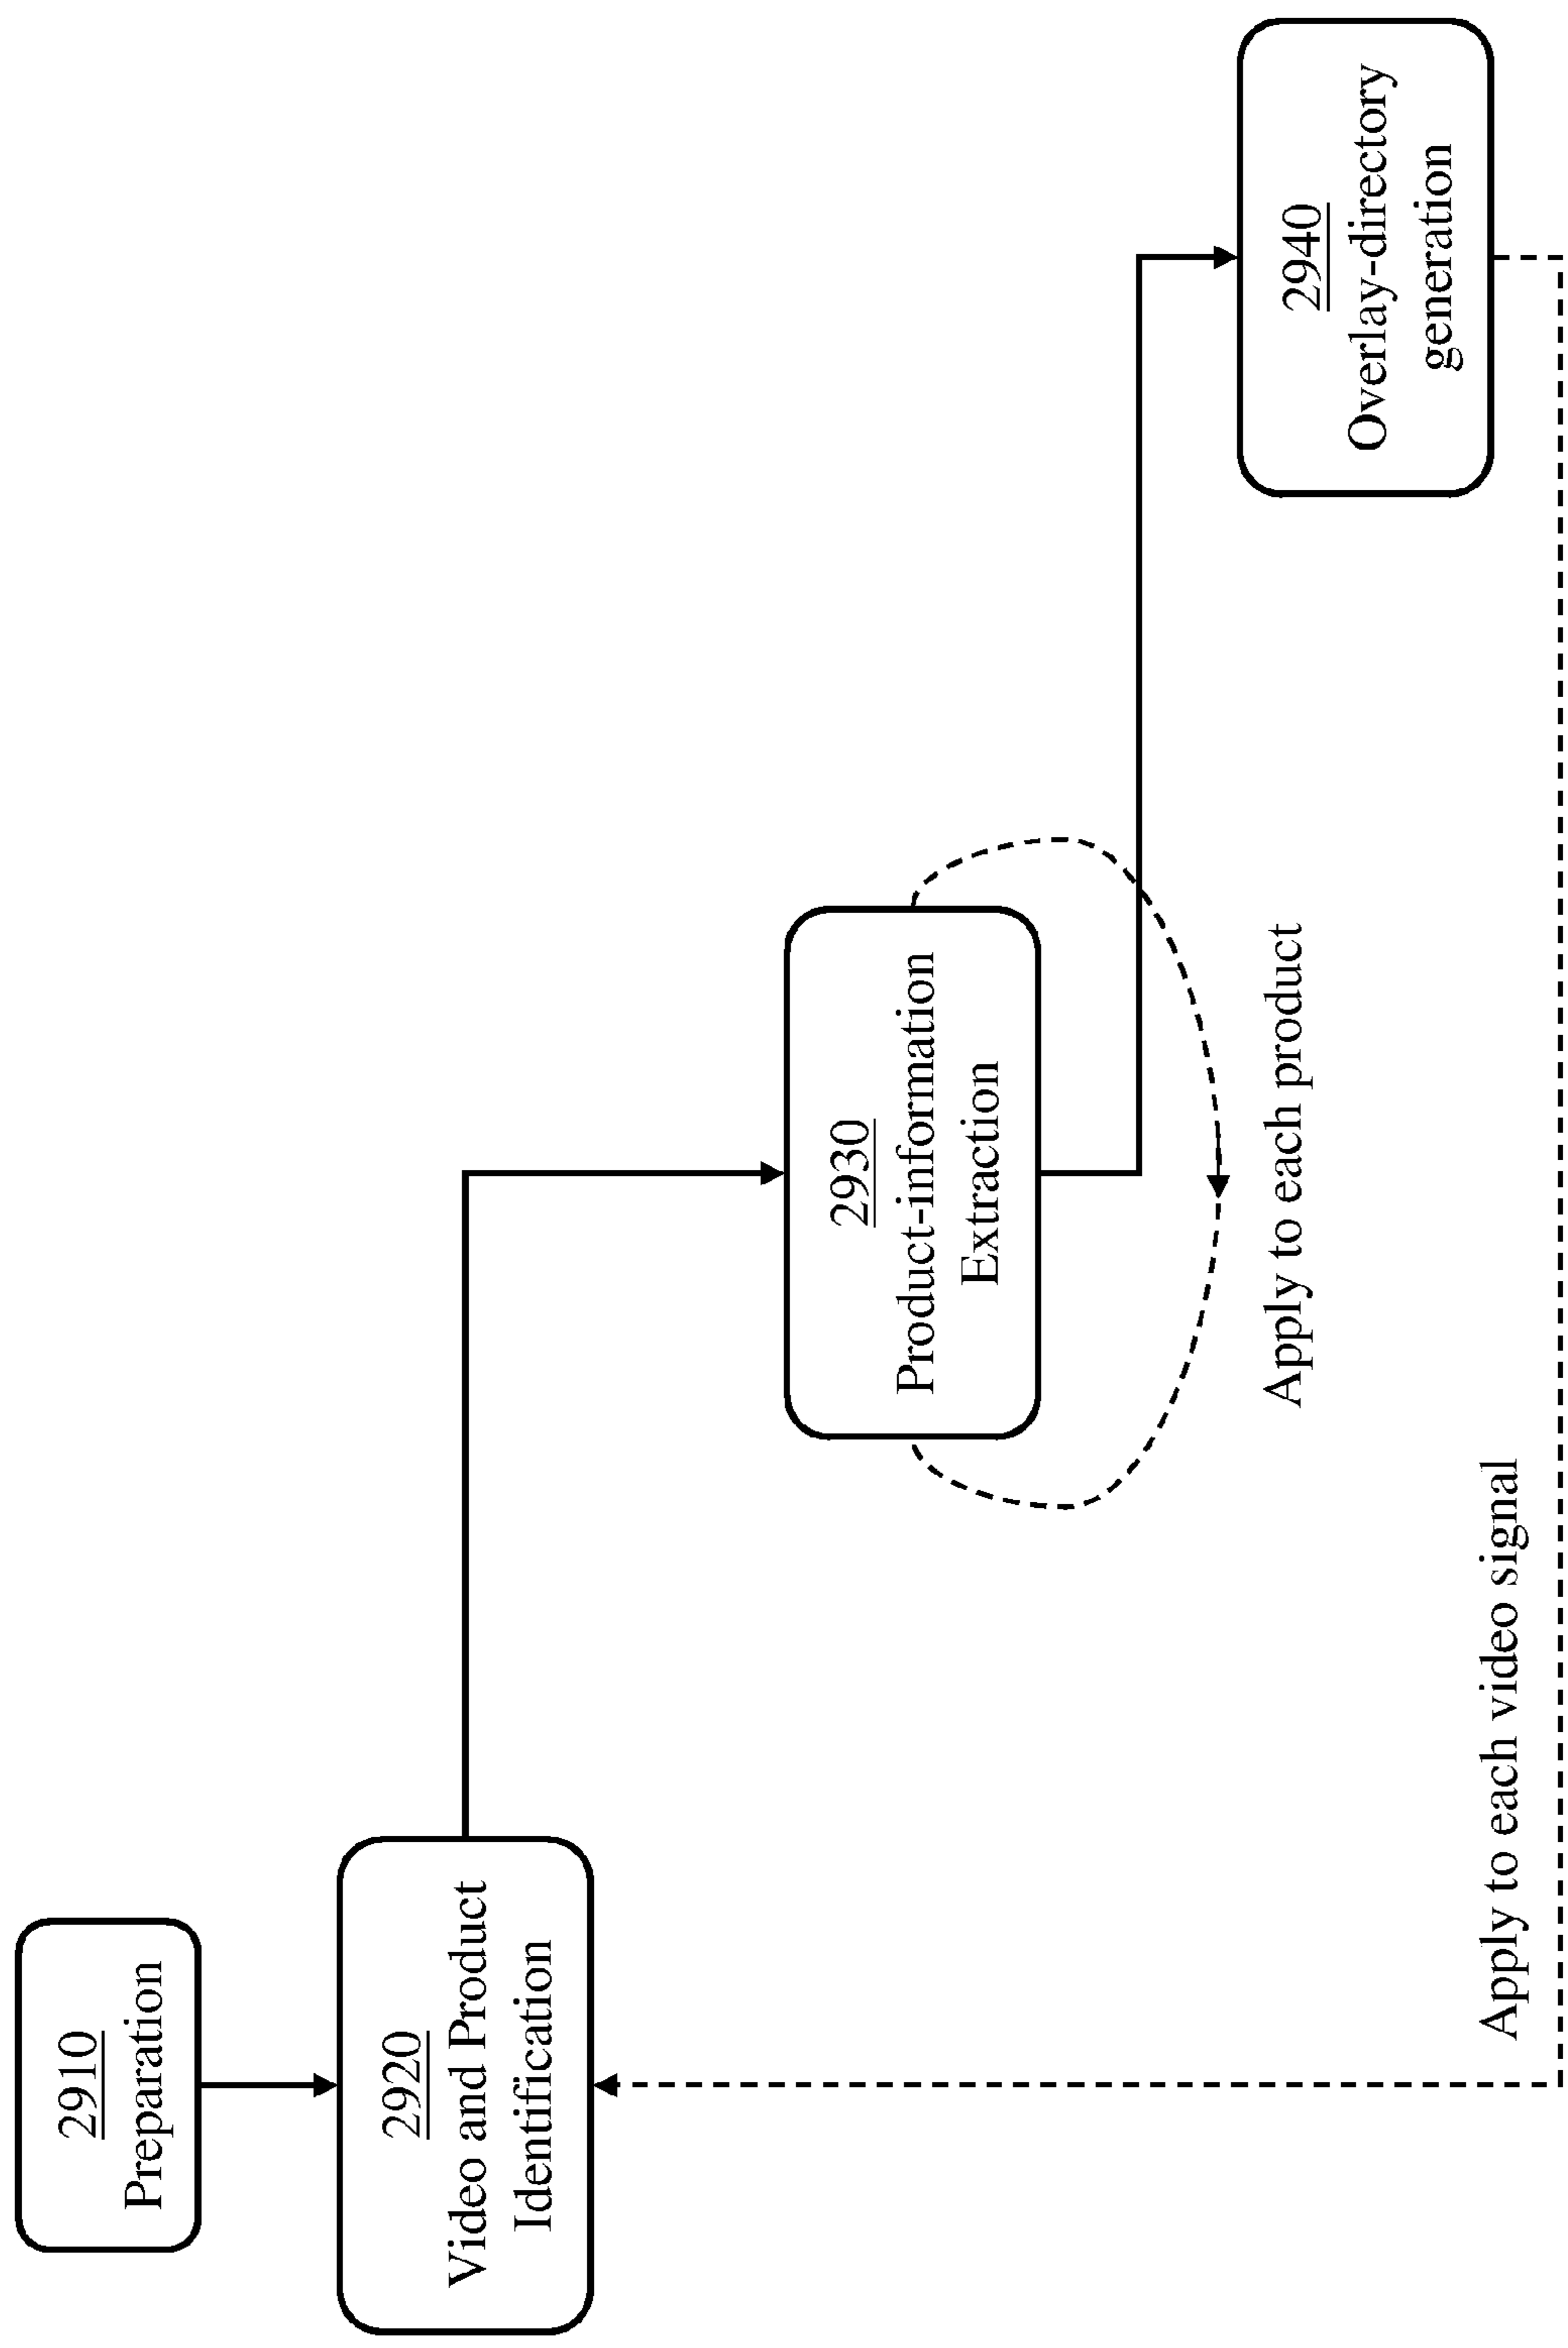 2910
Preparation
2920
Video and Product
Identification
2930
Product-information
Extraction
Apply to each product
2940
Overlay-directory
generation
Apply to each video signal